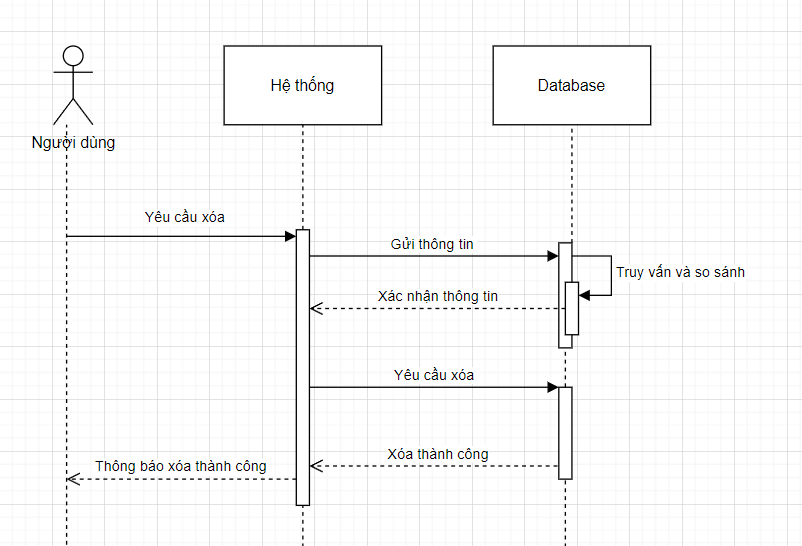 Người dùng
Hệ thống
Database
Yêu cầu xóa
Gửi thông tin
Truy vấn và so sánh
Xác nhận thông tin
Yêu cầu xóa
Xóa thành công
Thông báo xóa thành công